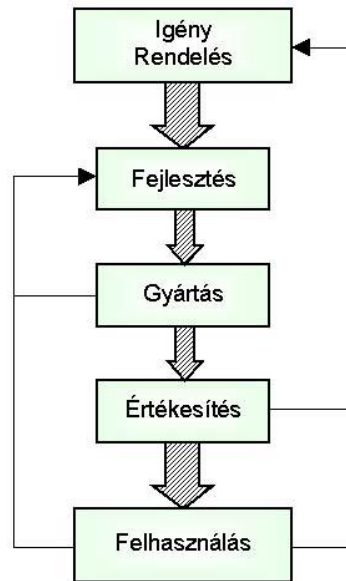 Igény
Rendelés
Fejlesztés
Gyártás
Értékesítés
Felhasználás